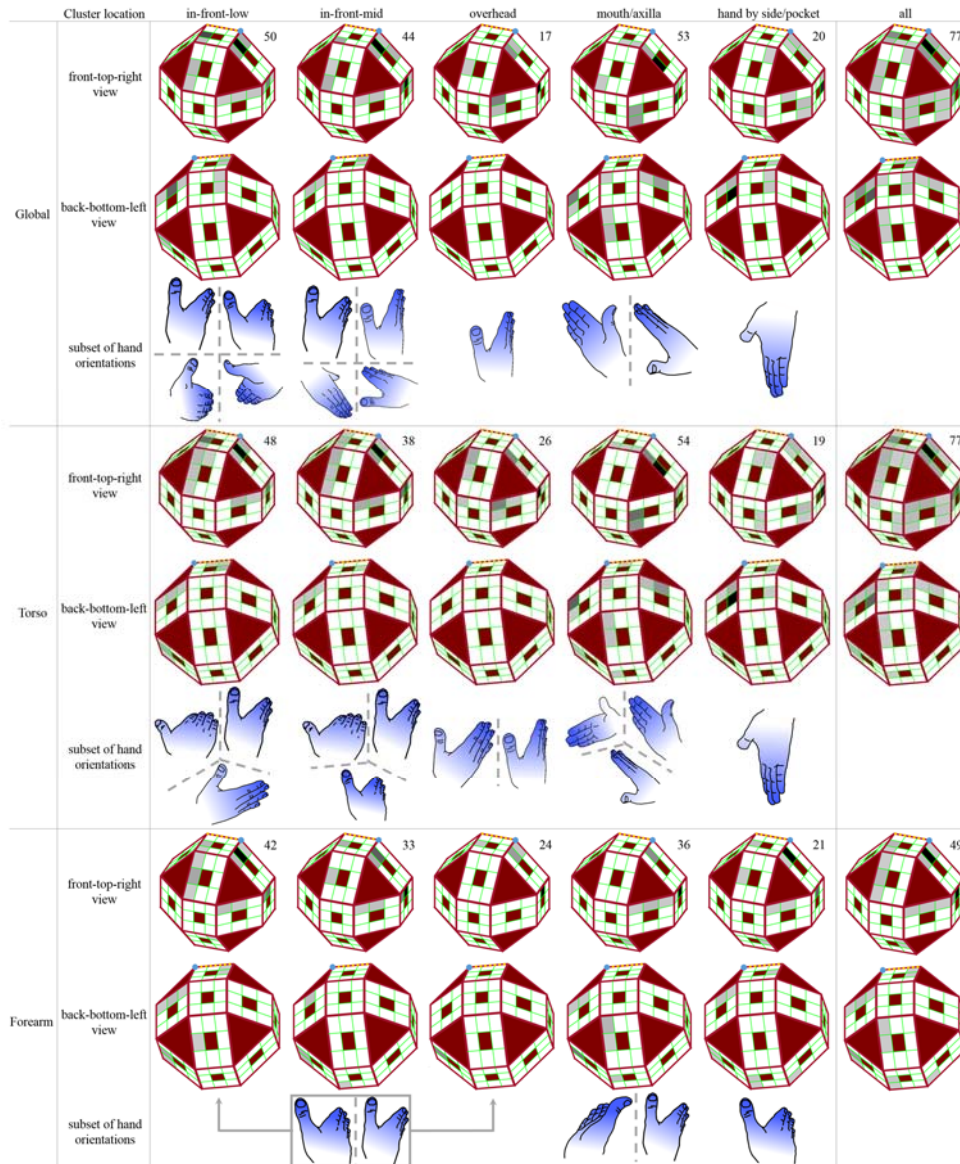 Cluster location in-front-low in-front-mid overhead mouth/axilla hand by side/pocket all
50 44 17 53 20 77
front-top-right
view
Global
back-bottom-left
view
subset of hand
orientations
48 38 26 54 19 77
front-top-right
view
Torso
back-bottom-left
view
subset of hand
orientations
42 33 24 36 21 49
front-top-right
view
Forearm
back-bottom-left
view
subset of hand
orientations